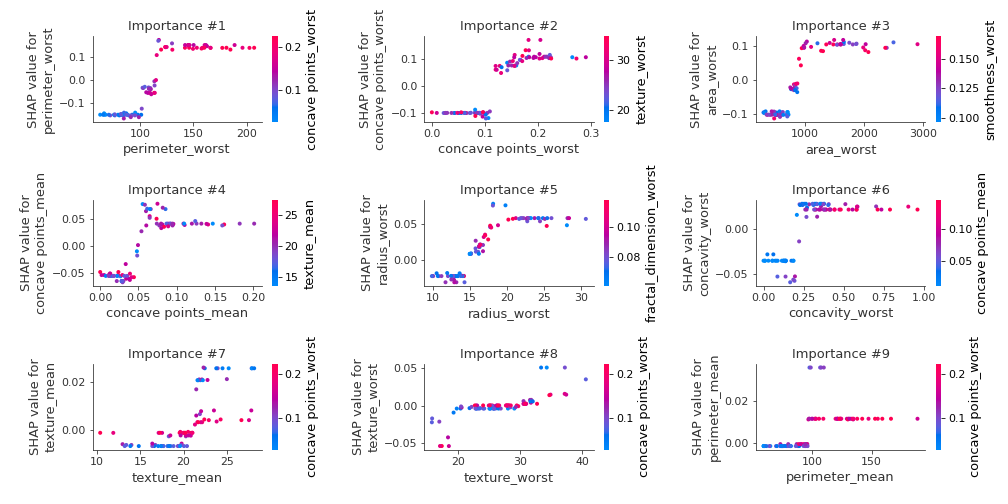 Importance #1
SHAP value for
perimeter_worst
0.1
0.0
−0.1
100
150
200
perimeter_worst
0.2
0.1
concave points_worst
Importance #2
SHAP value for
concave points_worst
0.1
0.0
−0.1
0.0
0.1
0.2
0.3
concave points_worst
30
20
texture_worst
Importance #3
SHAP value for
area_worst
0.1
0.0
−0.1
1000
2000
3000
area_worst
0.150
0.125
0.100
smoothness_worst
Importance #4
SHAP value for
concave points_mean
0.05
0.00
−0.05
0.00
0.05
0.10
0.15
0.20
concave points_mean
25
20
15
texture_mean
Importance #5
SHAP value for
radius_worst
0.05
0.00
10
15
20
25
30
radius_worst
0.10
0.08
fractal_dimension_worst
Importance #6
SHAP value for
concavity_worst
0.00
−0.05
0.00
0.25
0.50
0.75
1.00
concavity_worst
0.10
0.05
concave points_mean
Importance #7
SHAP value for
texture_mean
0.02
0.00
10
15
20
25
texture_mean
0.2
0.1
concave points_worst
Importance #8
SHAP value for
texture_worst
0.05
0.00
−0.05
20
30
40
texture_worst
0.2
0.1
concave points_worst
Importance #9
SHAP value for
perimeter_mean
0.02
0.00
100
150
perimeter_mean
0.2
0.1
concave points_worst